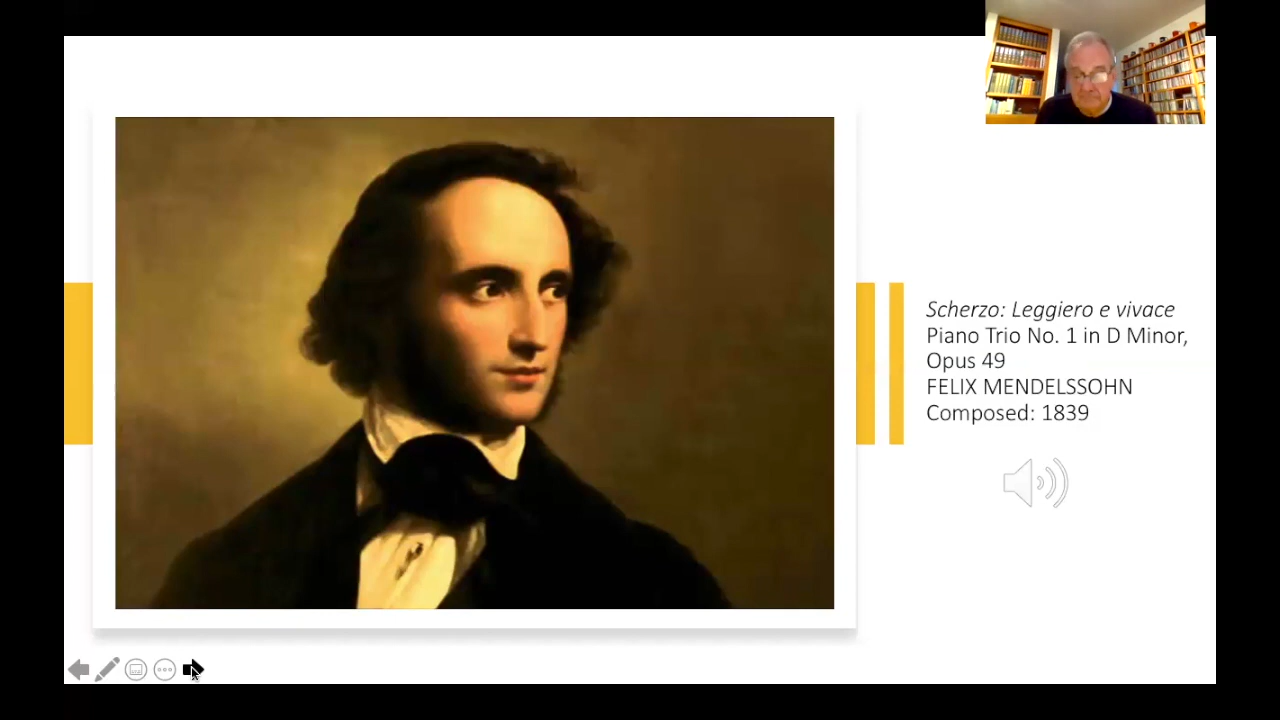 Scherzo: Leggiero e vivace
Piano Trio No. 1 in D Minor,
Opus 49
FELIX MENDELSSOHN
Composed: 1839